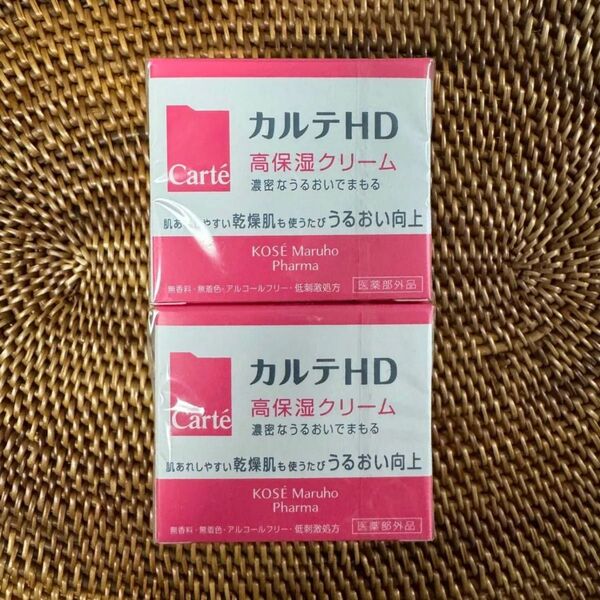 カルテHD
Carté
高保湿クリーム
濃密なうるおいでまもる
肌あれしやすい乾燥肌も使うたびうるおい向上
KOSÉ Maruho
Pharma
無香料・無着色・アルコールフリー・低刺激処方
医薬部外品
カルテHD
Carté
高保湿クリーム
濃密なうるおいでまもる
肌あれしやすい乾燥肌も使うたびうるおい向上
KOSÉ Maruho
Pharma
無香料・無着色・アルコールフリー・低刺激処方
医薬部外品